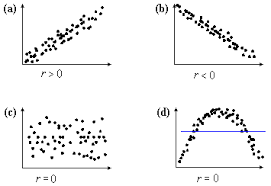 (a) (b)
r > 0 r < 0
(c) (d)
r = 0 r = 0